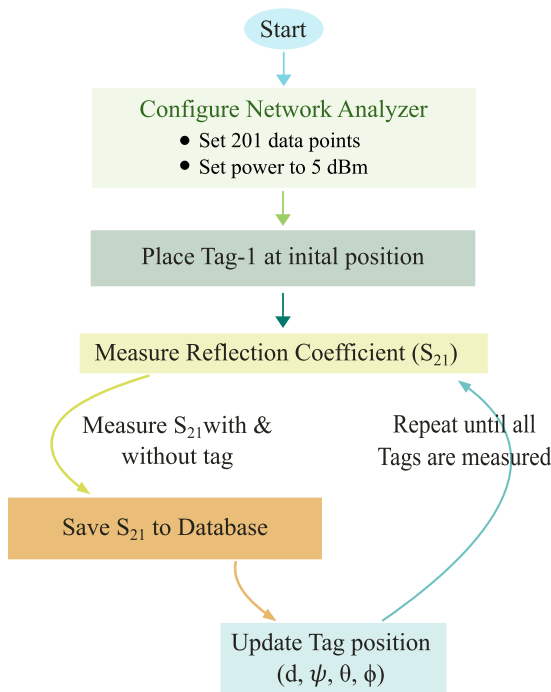 Start
Configure Network Analyzer
● Set 201 data points
● Set power to 5 dBm
Place Tag-1 at inital position
Measure Reflection Coefficient (S₂₁)
Measure S₂₁with &
without tag
Repeat until all
Tags are measured
Save S₂₁ to Database
Update Tag position
(d, ψ, θ, ϕ)